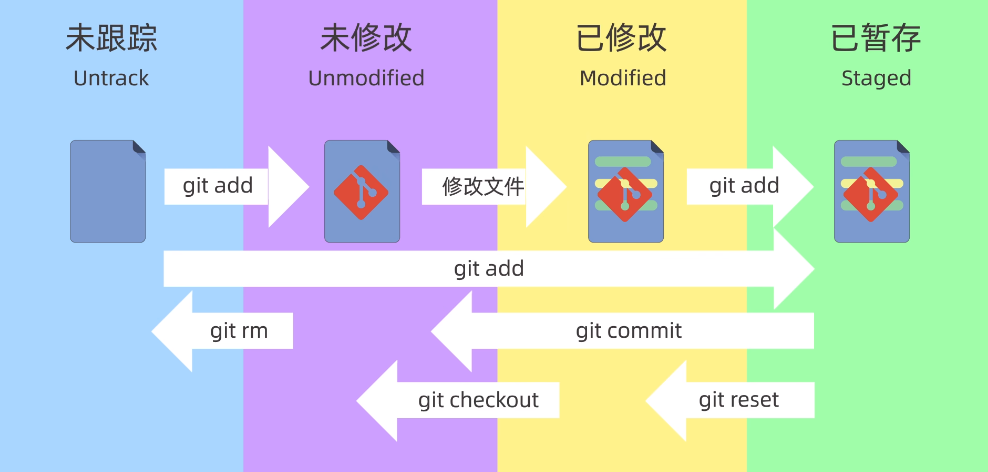 未跟踪
未修改
已修改
已暂存
Untrack
Unmodified
Modified
Staged
git add
修改文件
git add
git add
git rm
git commit
git checkout
git reset